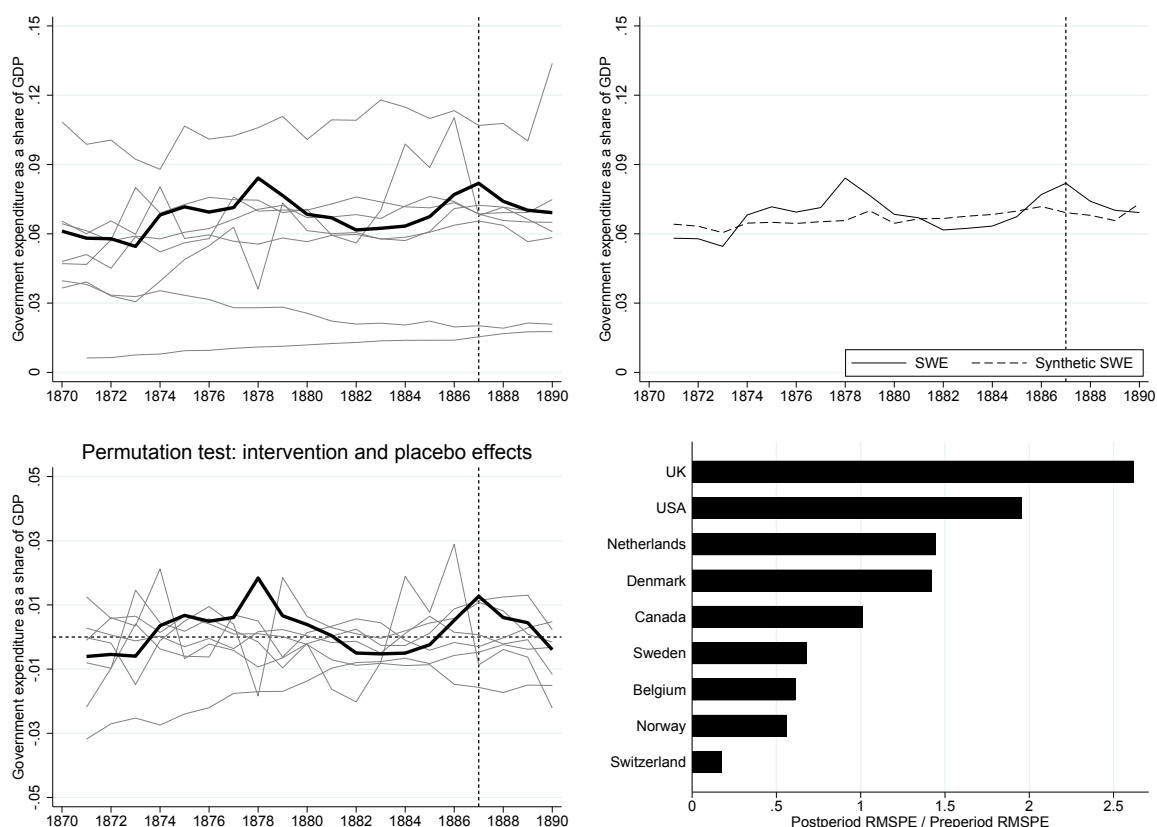 Government expenditure as a share of GDP
.15
.12
.09
.06
.03
0
1870 1872 1874 1876 1878 1880 1882 1884 1886 1888 1890
Government expenditure as a share of GDP
.15
.12
.09
.06
.03
0
SWE Synthetic SWE
1870 1872 1874 1876 1878 1880 1882 1884 1886 1888 1890
Permutation test: intervention and placebo effects
Government expenditure as a share of GDP
.05
.03
.01
-.01
-.03
-.05
1870 1872 1874 1876 1878 1880 1882 1884 1886 1888 1890
UK
USA
Netherlands
Denmark
Canada
Sweden
Belgium
Norway
Switzerland
0 .5 1 1.5 2 2.5
Postperiod RMSPE / Preperiod RMSPE